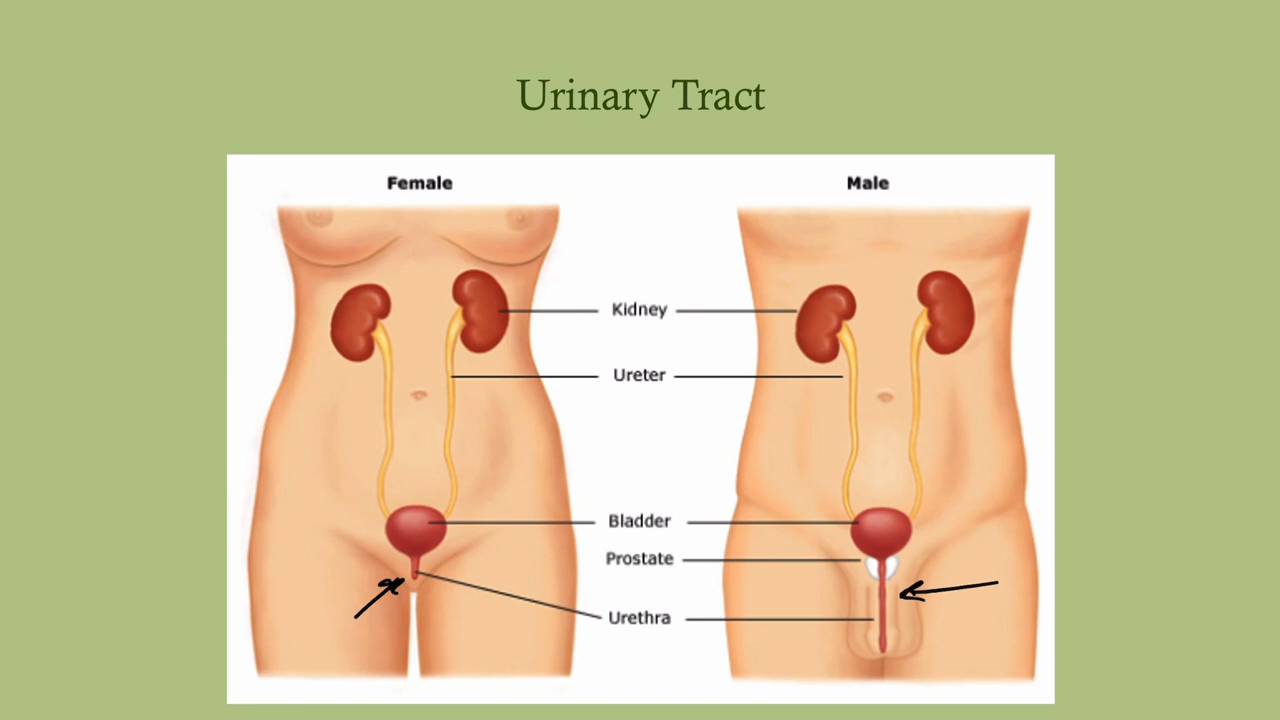 Urinary Tract
Female
Male
Kidney
Ureter
Bladder
Prostate
Urethra